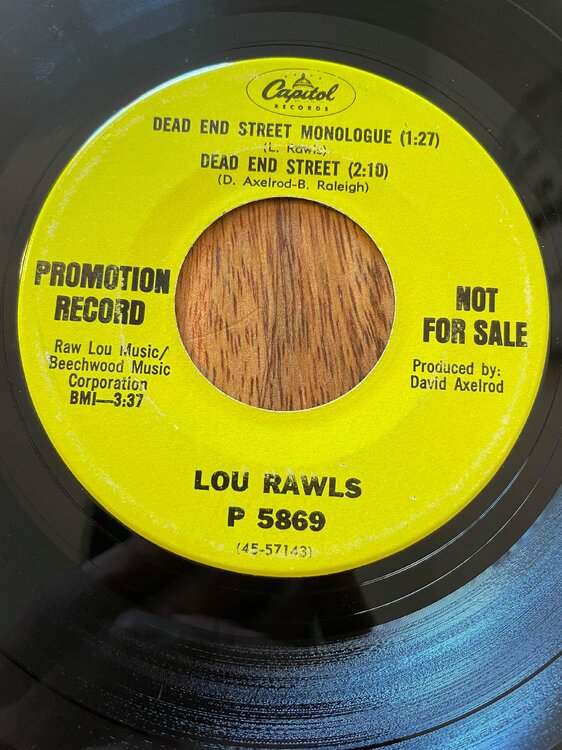 Capitol
RECORDS
DEAD END STREET MONOLOGUE (1:27)
(L. Rawls)
DEAD END STREET (2:10)
(D. Axelrod-B. Raleigh)
PROMOTION
RECORD
Raw Lou Music/
Beechwood Music
Corporation
BMI—3:37
NOT
FOR SALE
Produced by:
David Axelrod
LOU RAWLS
P 5869
(45-57143)